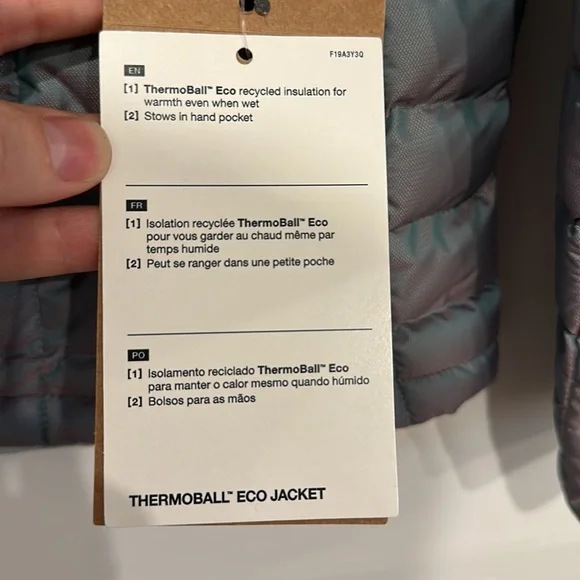 F19A3Y3Q
EN
[1] ThermoBall™ Eco recycled insulation for
warmth even when wet
[2] Stows in hand pocket
FR
[1] Isolation recyclée ThermoBall™ Eco
pour vous garder au chaud même par
temps humide
[2] Peut se ranger dans une petite poche
PO
[1] Isolamento reciclado ThermoBall™ Eco
para manter o calor mesmo quando húmido
[2] Bolsos para as mãos
THERMOBALL™ ECO JACKET